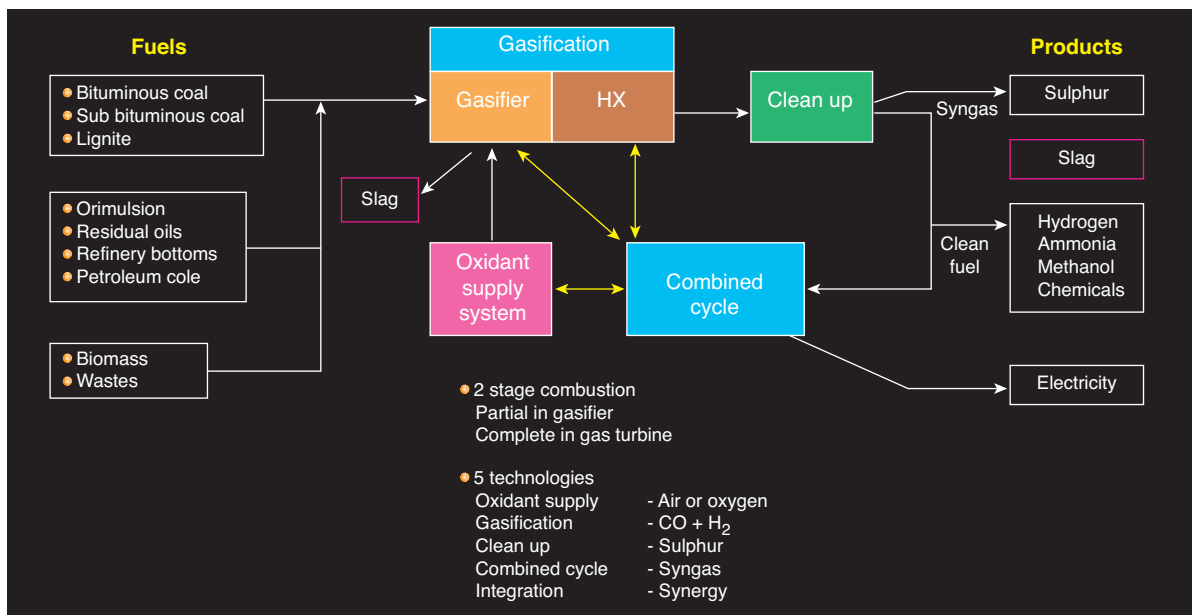 Fuels
Bituminous coal
Sub bituminous coal
Lignite
Orimulsion
Residual oils
Refinery bottoms
Petroleum cole
Biomass
Wastes
Gasification
Gasifier
HX
Slag
Oxidant
supply
system
Combined
cycle
Clean up
Syngas
Clean
fuel
Products
Sulphur
Slag
Hydrogen
Ammonia
Methanol
Chemicals
Electricity
2 stage combustion
Partial in gasifier
Complete in gas turbine
5 technologies
Oxidant supply - Air or oxygen
Gasification - CO + H2
Clean up - Sulphur
Combined cycle - Syngas
Integration - Synergy